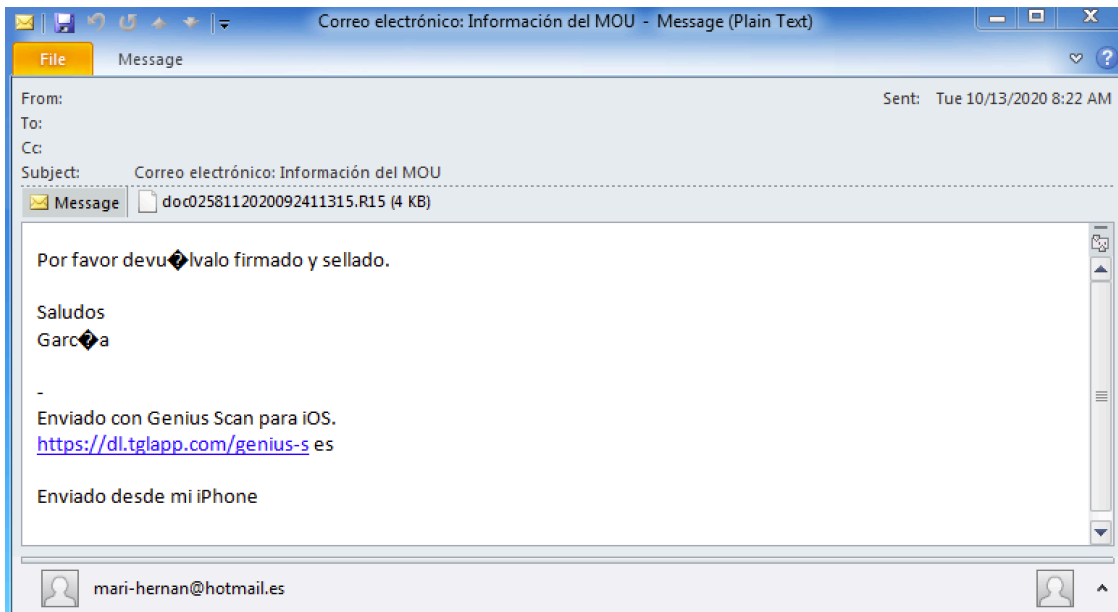 Correo electrónico: Información del MOU - Message (Plain Text)
File Message
From: Sent: Tue 10/13/2020 8:22 AM
To:
Cc:
Subject: Correo electrónico: Información del MOU
Message doc0258112020092411315.R15 (4 KB)
Por favor devu�lvalo firmado y sellado.
Saludos
Garc�a
-
Enviado con Genius Scan para iOS.
https://dl.tglapp.com/genius-s es
Enviado desde mi iPhone
mari-hernan@hotmail.es